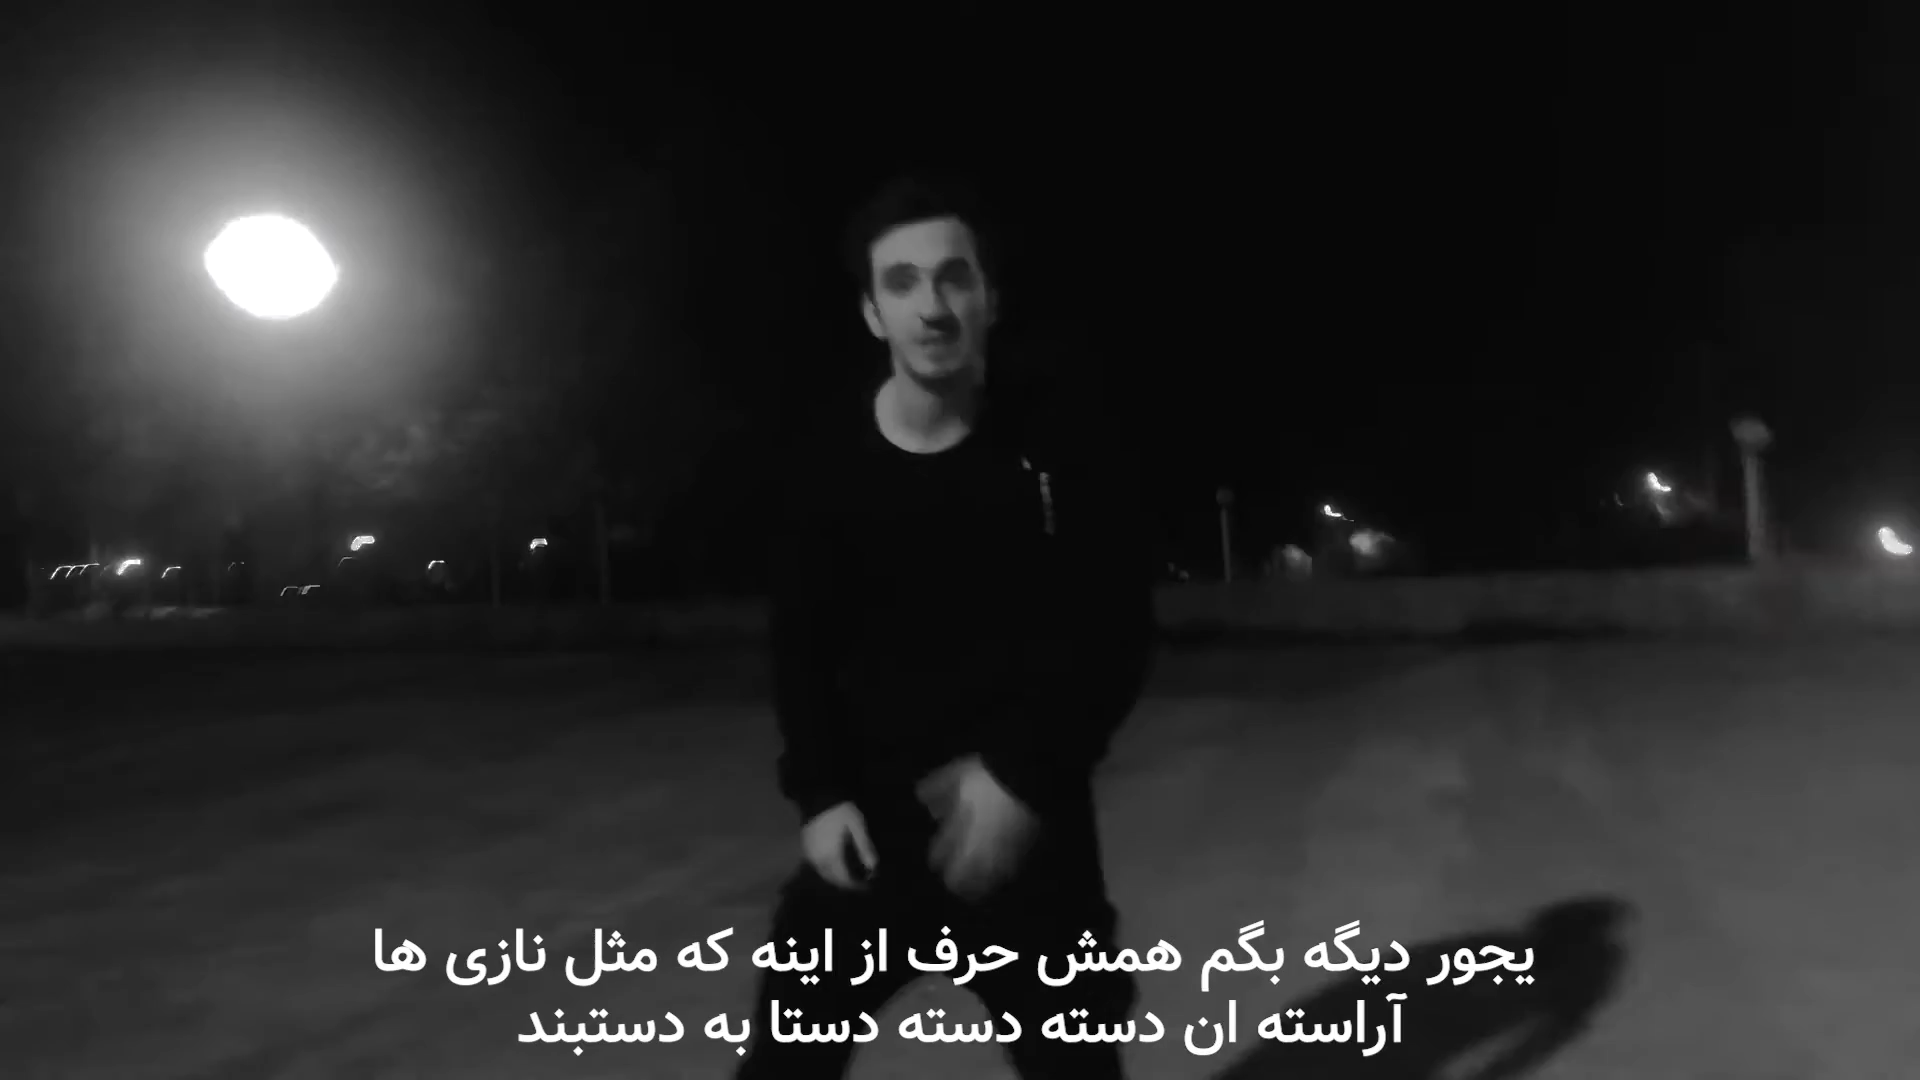 یجور دیگه بگم همش حرف از اینه که مثل نازی ها
آراسته ان دسته دسته دستا به دستبند